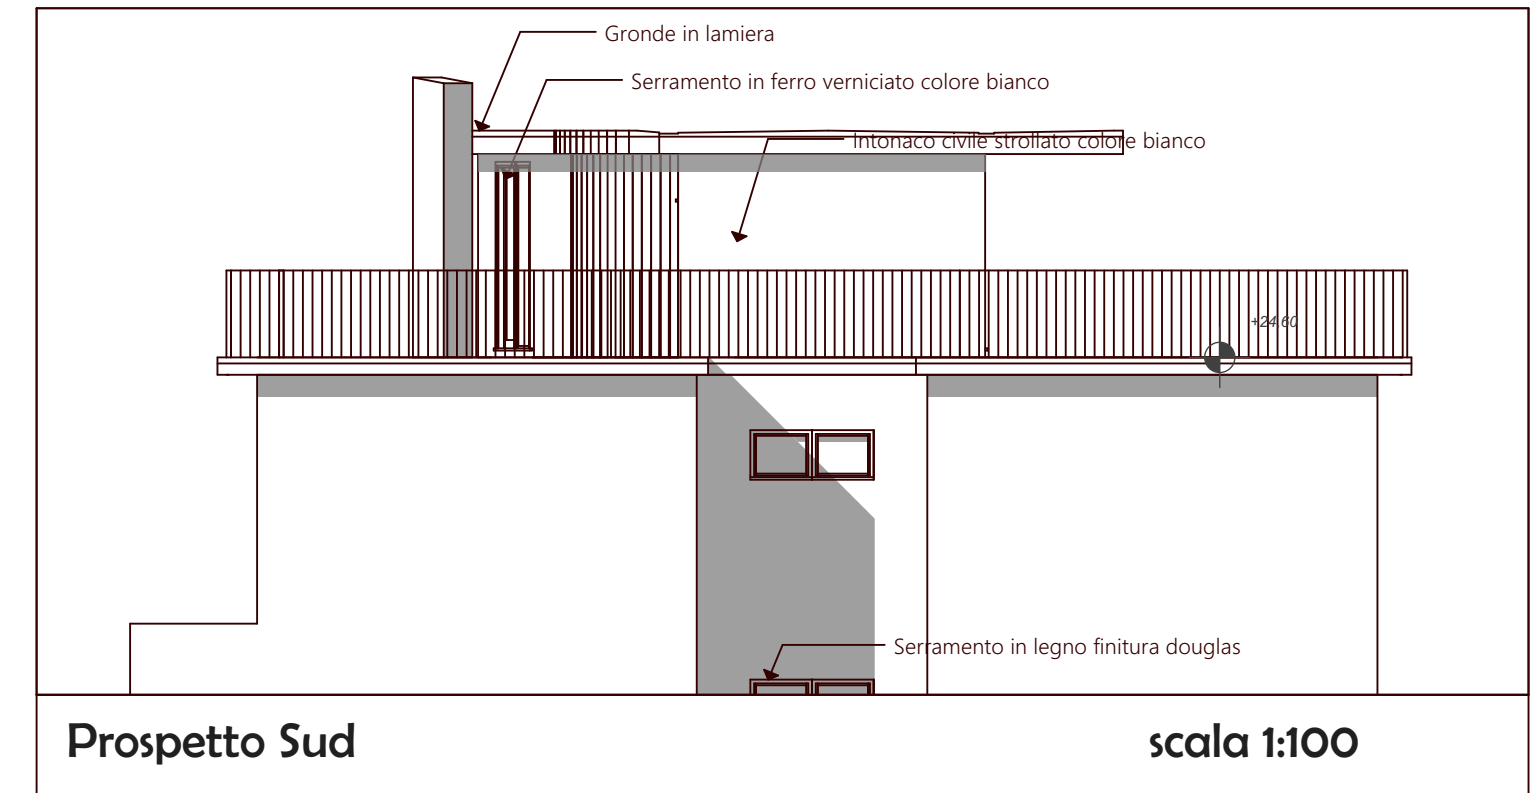 Gronde in lamiera
Serramento in ferro verniciato colore bianco
Intonaco civile strollato colore bianco
+24,60
Serramento in legno finitura douglas
Prospetto Sud
scala 1:100